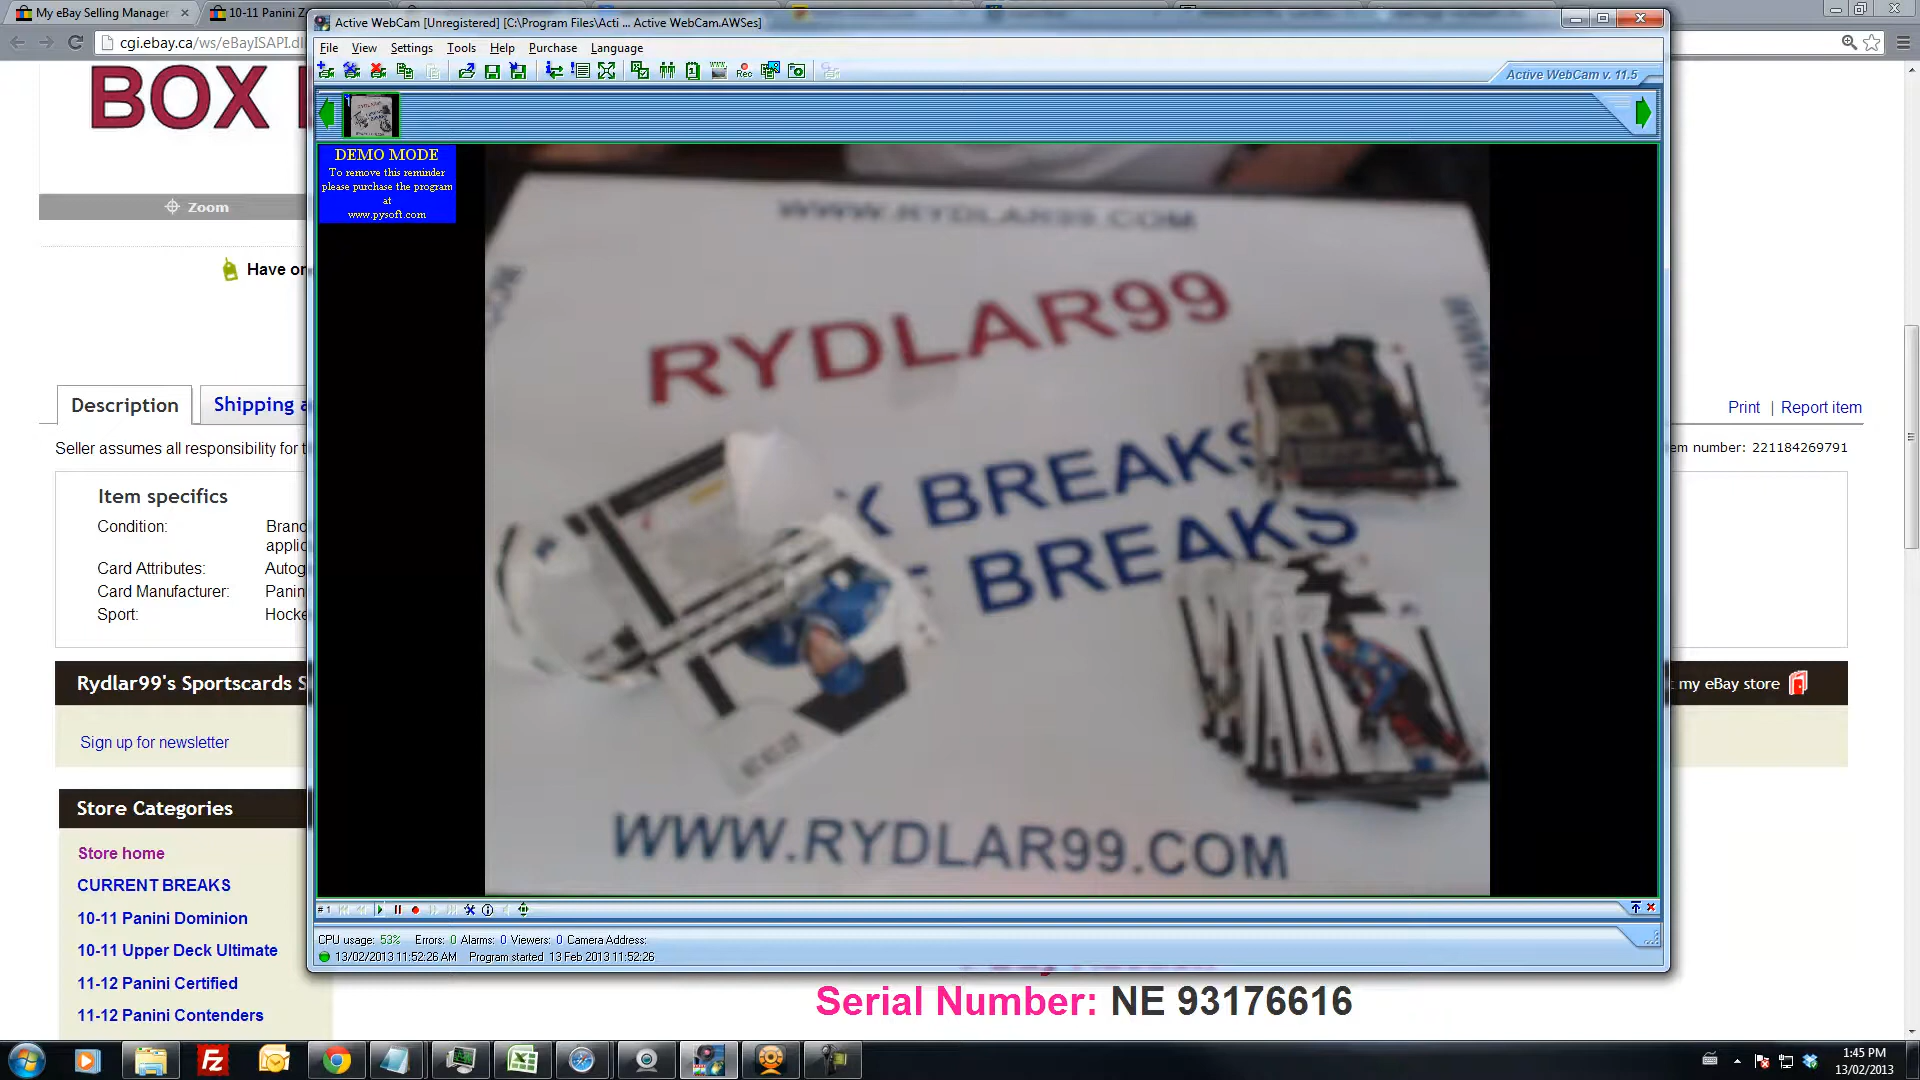 My eBay Selling Manager
10-11 Panini Z
cgi.ebay.ca/ws/eBayISAPI.dl
Active WebCam [Unregistered] [C:\Program Files\Acti ... Active WebCam.AWSes]
File View Settings Tools Help Purchase Language
Rec
Active WebCam v. 11.5
BOX
Zoom
Have or
DEMO MODE
To remove this reminder
please purchase the program
at
www.pysoft.com
WWW.RYDLAR99.COM
RYDLAR99
X BREAKS
BREAKS
WWW.RYDLAR99.COM
Description
Shipping a
Print | Report item
Seller assumes all responsibility for t
em number: 221184269791
Item specifics
Condition: Branc
applic
Card Attributes: Autog
Card Manufacturer: Panin
Sport: Hocke
Rydlar99's Sportscards S
my eBay store
Sign up for newsletter
Store Categories
Store home
CURRENT BREAKS
10-11 Panini Dominion
10-11 Upper Deck Ultimate
11-12 Panini Certified
11-12 Panini Contenders
# 1
CPU usage: 53% Errors: 0 Alarms: 0 Viewers: 0 Camera Address:
13/02/2013 11:52:26 AM Program started 13 Feb 2013 11:52:26
Serial Number: NE 93176616
Fz
1:45 PM
13/02/2013